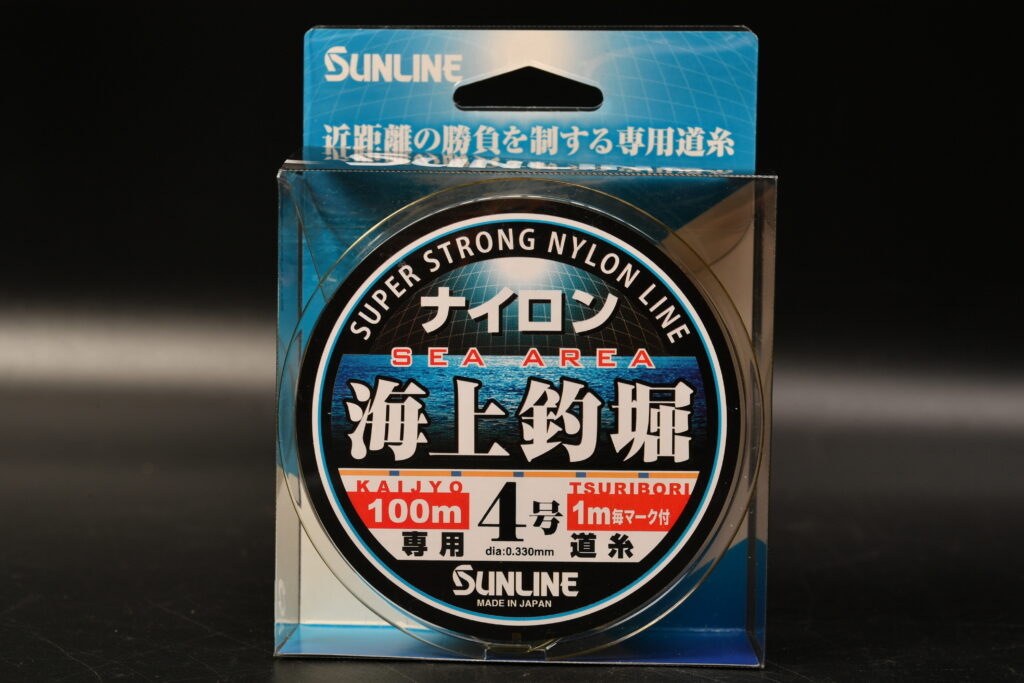 SUNLINE
近距離の勝負を制する専用道糸
SUPER STRONG NYLON LINE
ナイロン
SEA AREA
海上釣堀
KAIJYO
TSURIBORI
100m
4号
1m毎マーク付
専用
dia:0.330mm
道糸
SUNLINE
MADE IN JAPAN